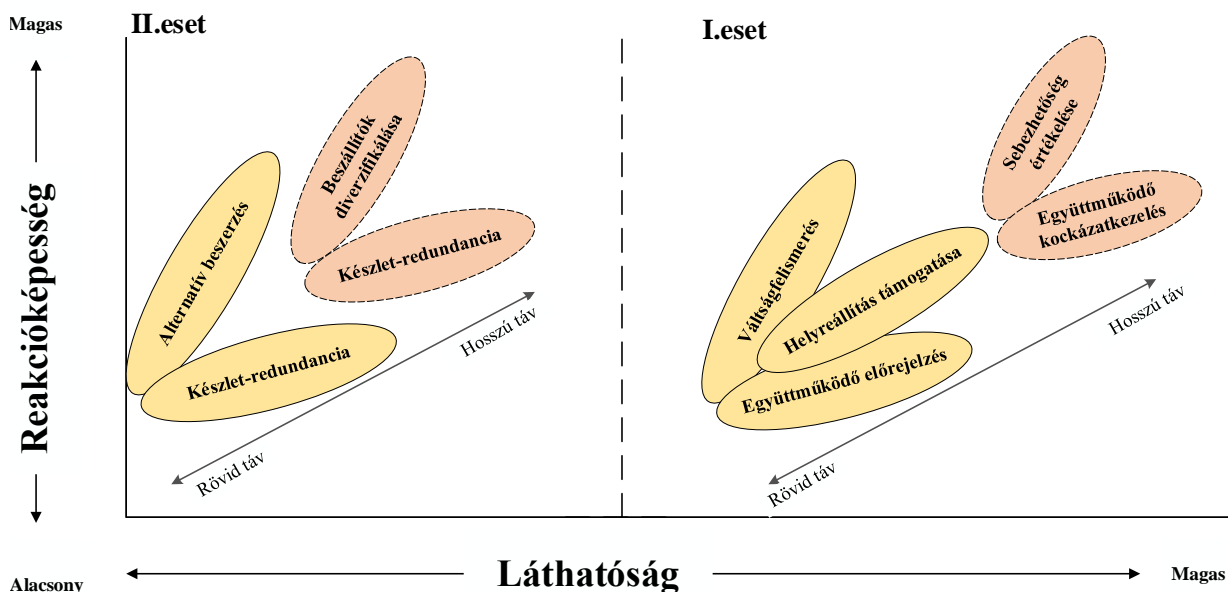 Magas
II.eset
I.eset
Reakcióképesség
Beszállítók
diverzifikálása
Alternatív beszerzés
Készlet-redundancia
Készlet-redundancia
Hosszú táv
Rövid táv
Sebezhetőség
értékelése
Együttműködő
kockázatkezelés
Váltságfelismerés
Helyreállítás támogatása
Együttműködő előrejelzés
Hosszú táv
Rövid táv
Alacsony
Láthatóság
Magas